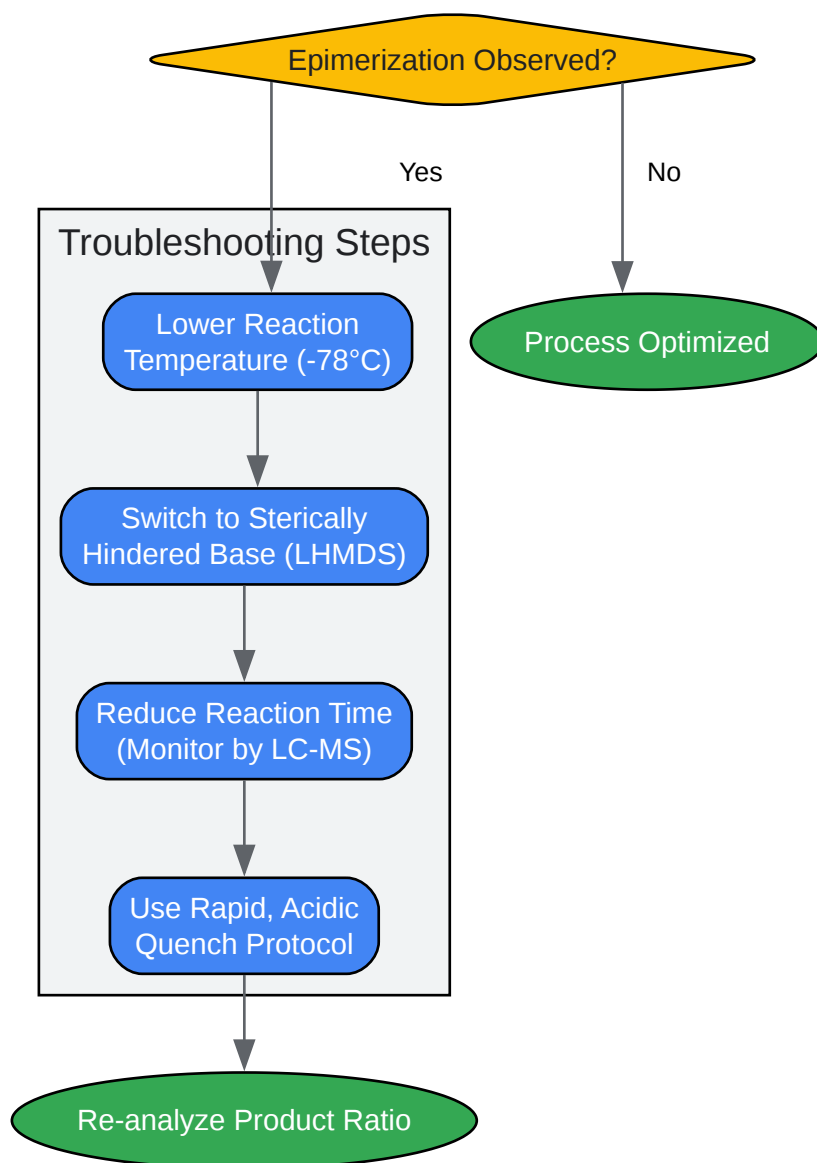 Epimerization Observed?
Yes
No
Troubleshooting Steps
Lower Reaction
Temperature (-78°C)
Process Optimized
Switch to Sterically
Hindered Base (LHMDS)
Reduce Reaction Time
(Monitor by LC-MS)
Use Rapid, Acidic
Quench Protocol
Re-analyze Product Ratio